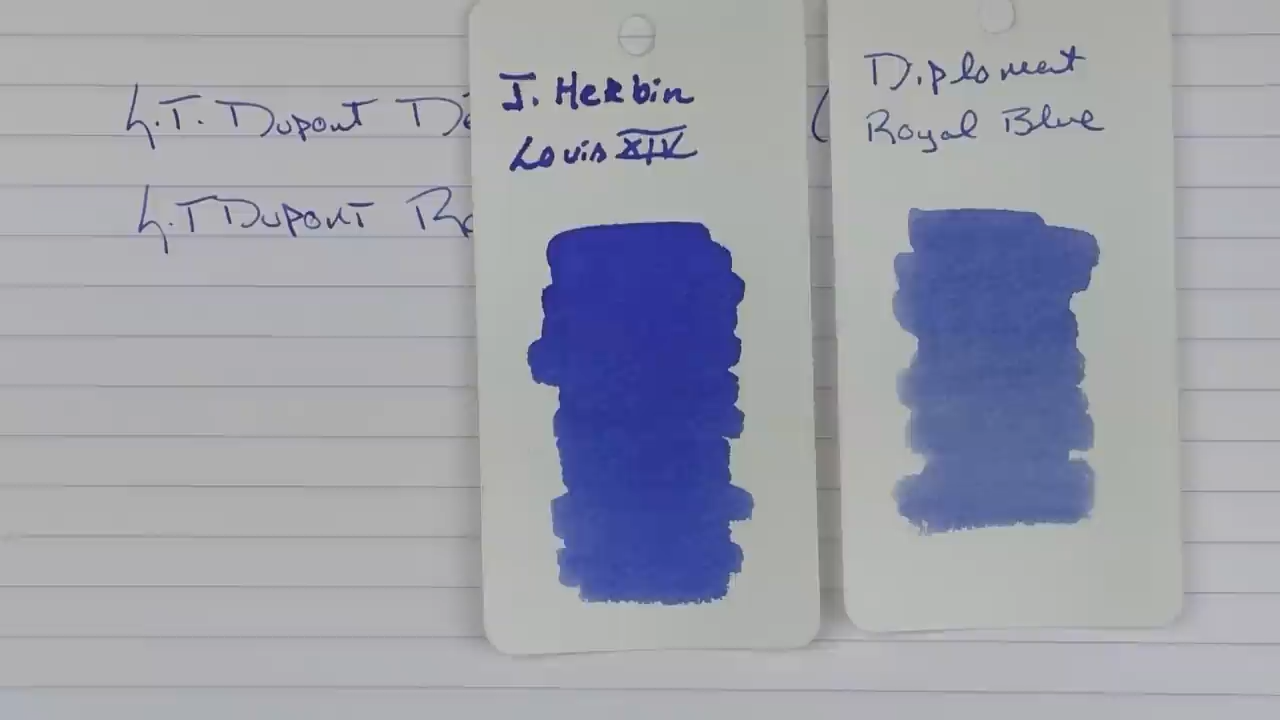 S.T. Dupont
S.T Dupont
J. Herbin
Louis XIV
Diplomat
Royal Blue